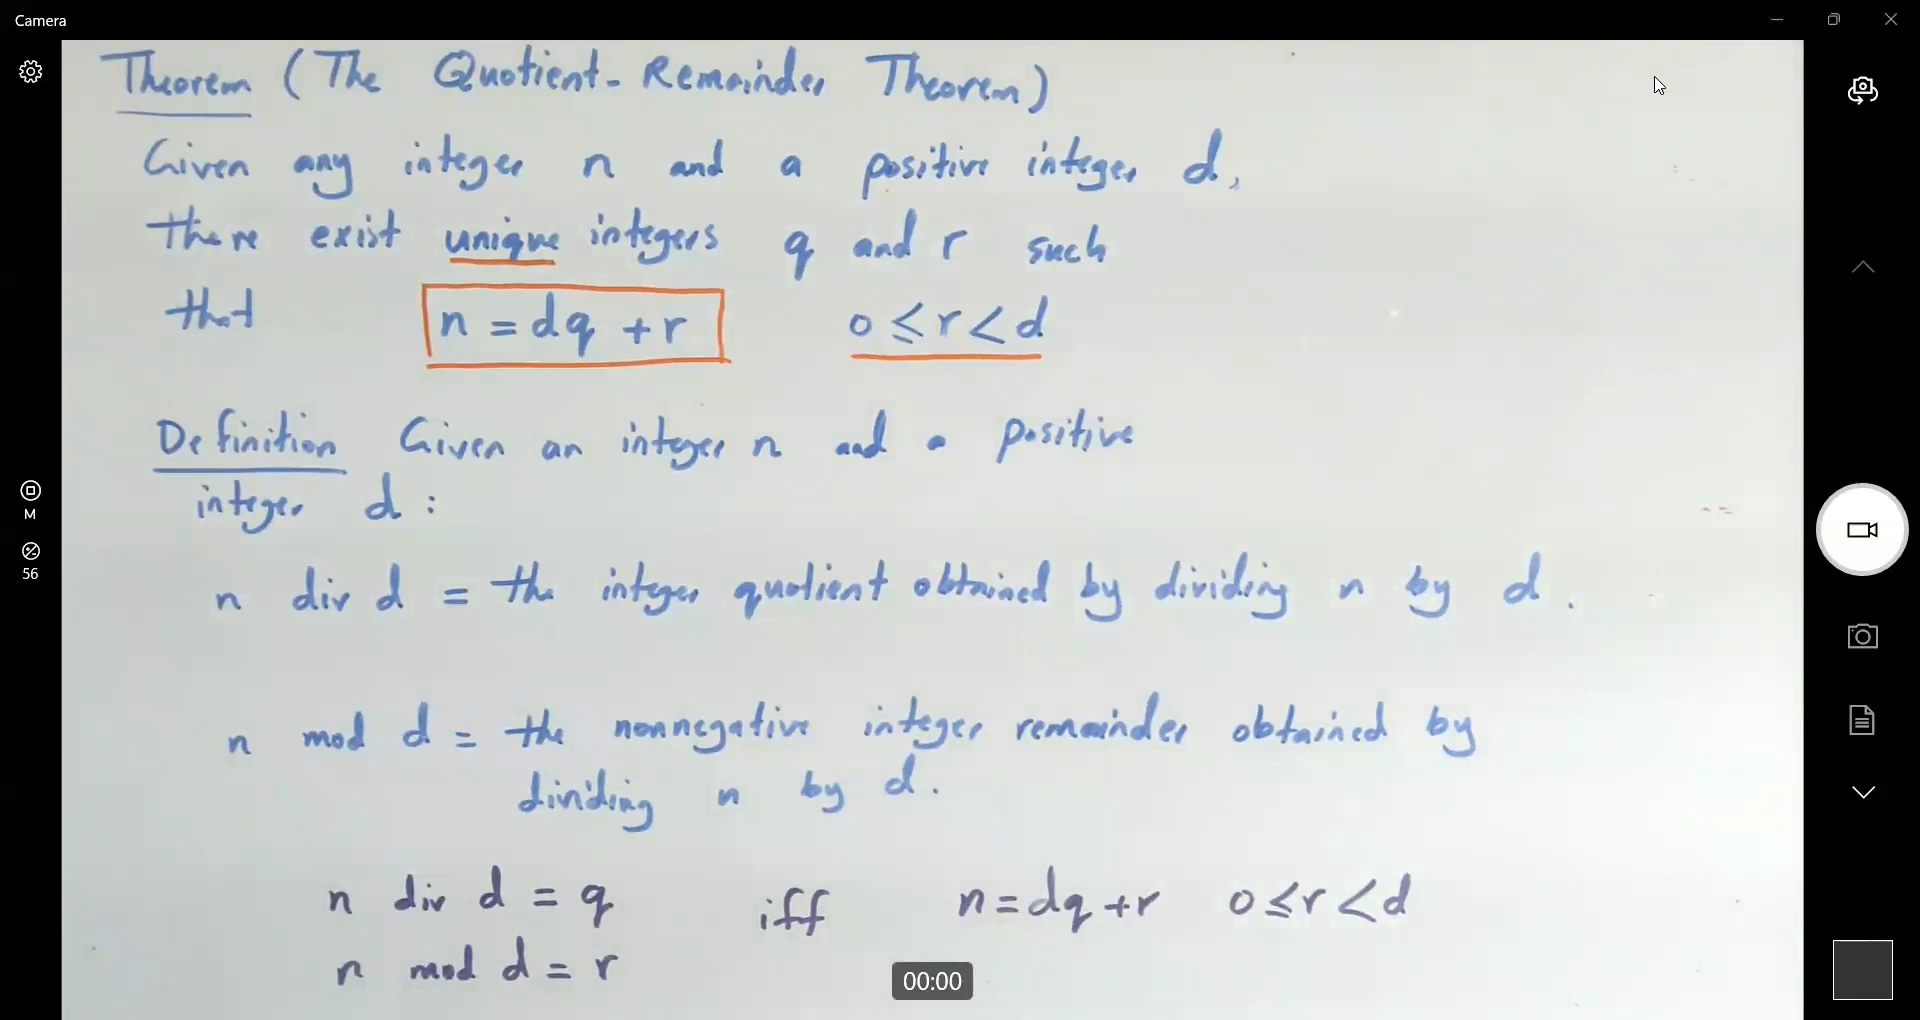 Camera
Theorem (The Quotient-Remainder Theorem)
Given any integer n and a positive integer d,
there exist unique integers q and r such
that n = dq + r 0 ≤ r < d
Definition Given an integer n and a positive
integer d :
n div d = the integer quotient obtained by dividing n by d.
n mod d = the nonnegative integer remainder obtained by
dividing n by d.
n div d = q iff n = dq + r 0 ≤ r < d
n mod d = r
M
56
00:00